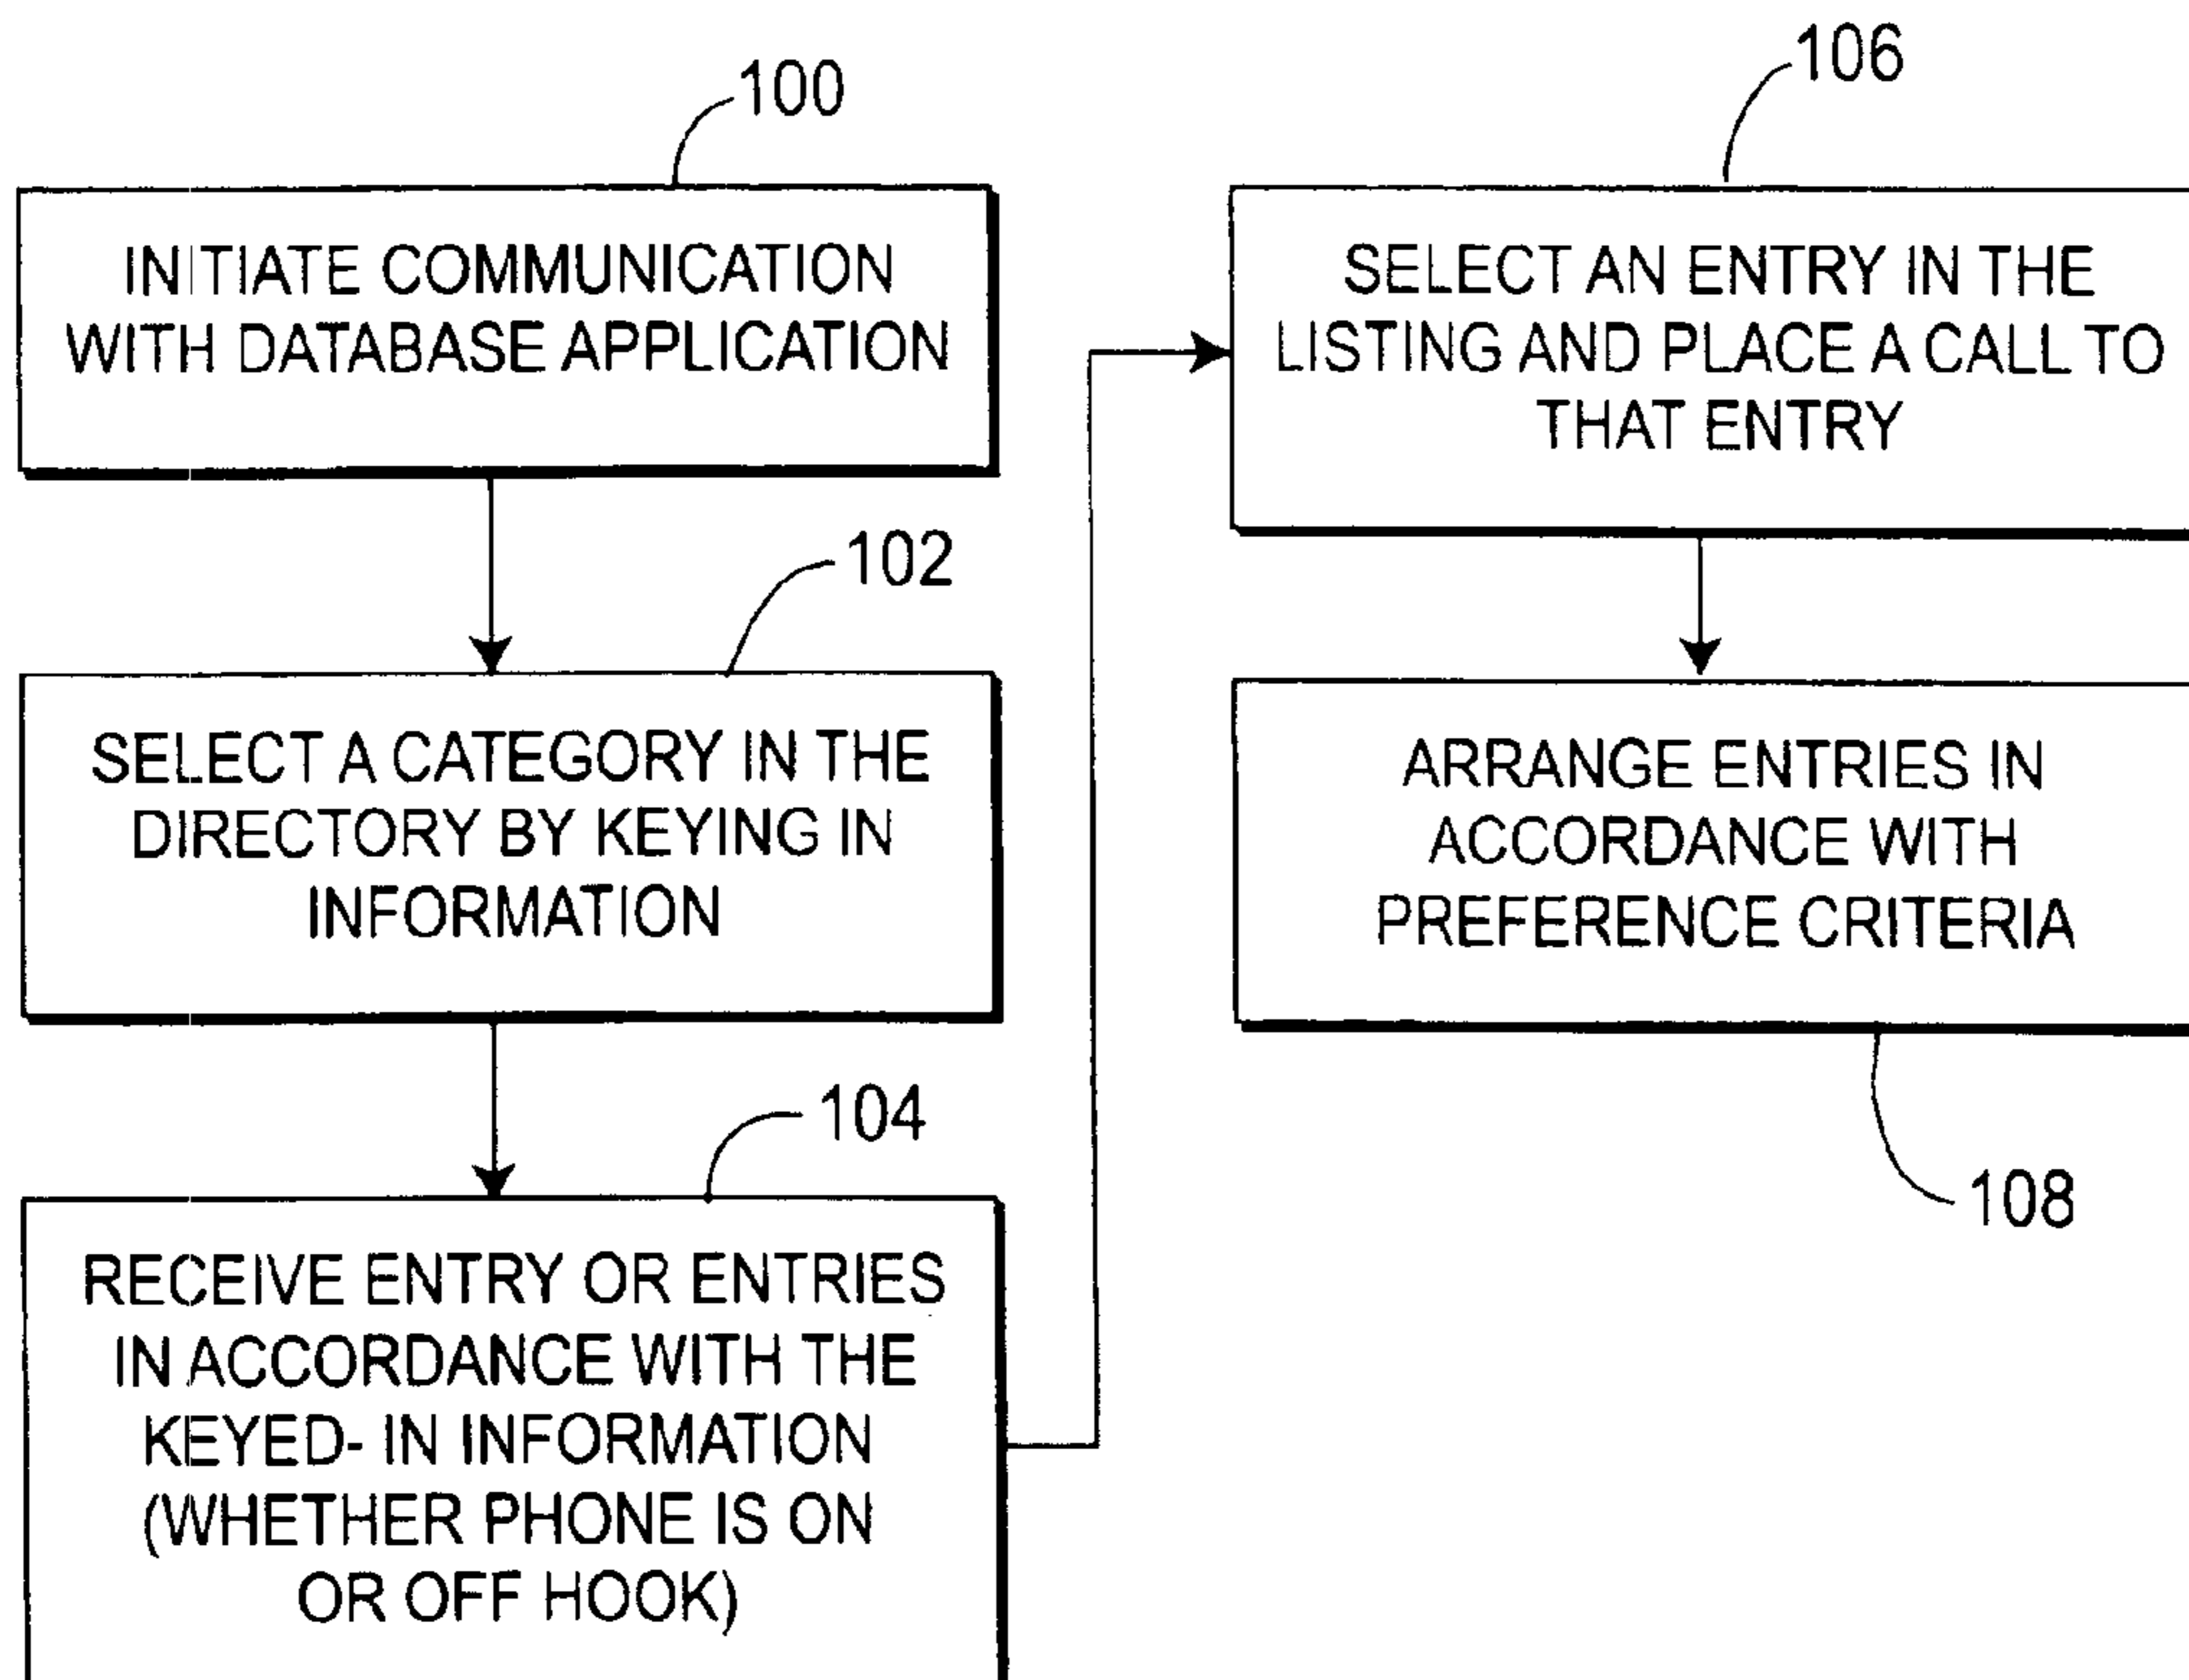 100
INITIATE COMMUNICATION
WITH DATABASE APPLICATION
102
SELECT A CATEGORY IN THE
DIRECTORY BY KEYING IN
INFORMATION
104
RECEIVE ENTRY OR ENTRIES
IN ACCORDANCE WITH THE
KEYED- IN INFORMATION
(WHETHER PHONE IS ON
OR OFF HOOK)
106
SELECT AN ENTRY IN THE
LISTING AND PLACE A CALL TO
THAT ENTRY
ARRANGE ENTRIES IN
ACCORDANCE WITH
PREFERENCE CRITERIA
108